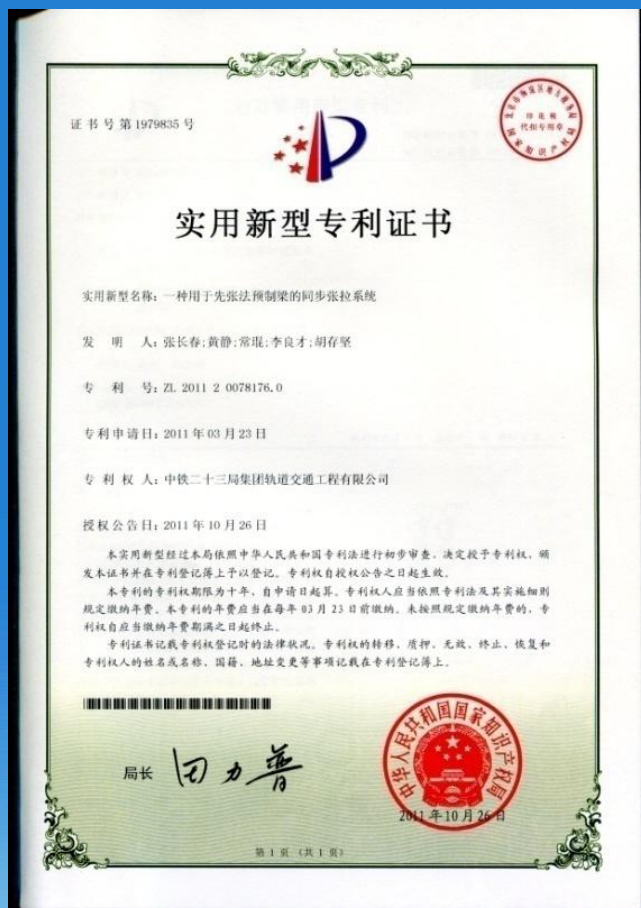 证书号第1979835号
印花税
代扣专用章
国家知识产权局
实用新型专利证书
实用新型名称：一种用于先张法预制梁的同步张拉系统
发 明 人：张长春;黄静;常琨;李良才;胡存坚
专 利 号：ZL 2011 2 0078176.0
专利申请日：2011年03月23日
专 利 权 人：中铁二十三局集团轨道交通工程有限公司
授权公告日：2011年10月26日
本实用新型经过本局依照中华人民共和国专利法进行初步审查，决定授予专利权，颁
发本证书并在专利登记簿上予以登记。专利权自授权公告之日起生效。
本专利的专利权期限为十年，自申请日起算。专利权人应当依照专利法及其实施细则
规定缴纳年费。本专利的年费应当在每年03月23日前缴纳。未按照规定缴纳年费的，专
利权自应当缴纳年费期满之日起终止。
专利证书记载专利权登记时的法律状况。专利权的转移、质押、无效、终止、恢复和
专利权人的姓名或名称、国籍、地址变更等事项记载在专利登记簿上。
局长 田力普
中华人民共和国国家知识产权局
2011年10月26日
第1页（共1页）